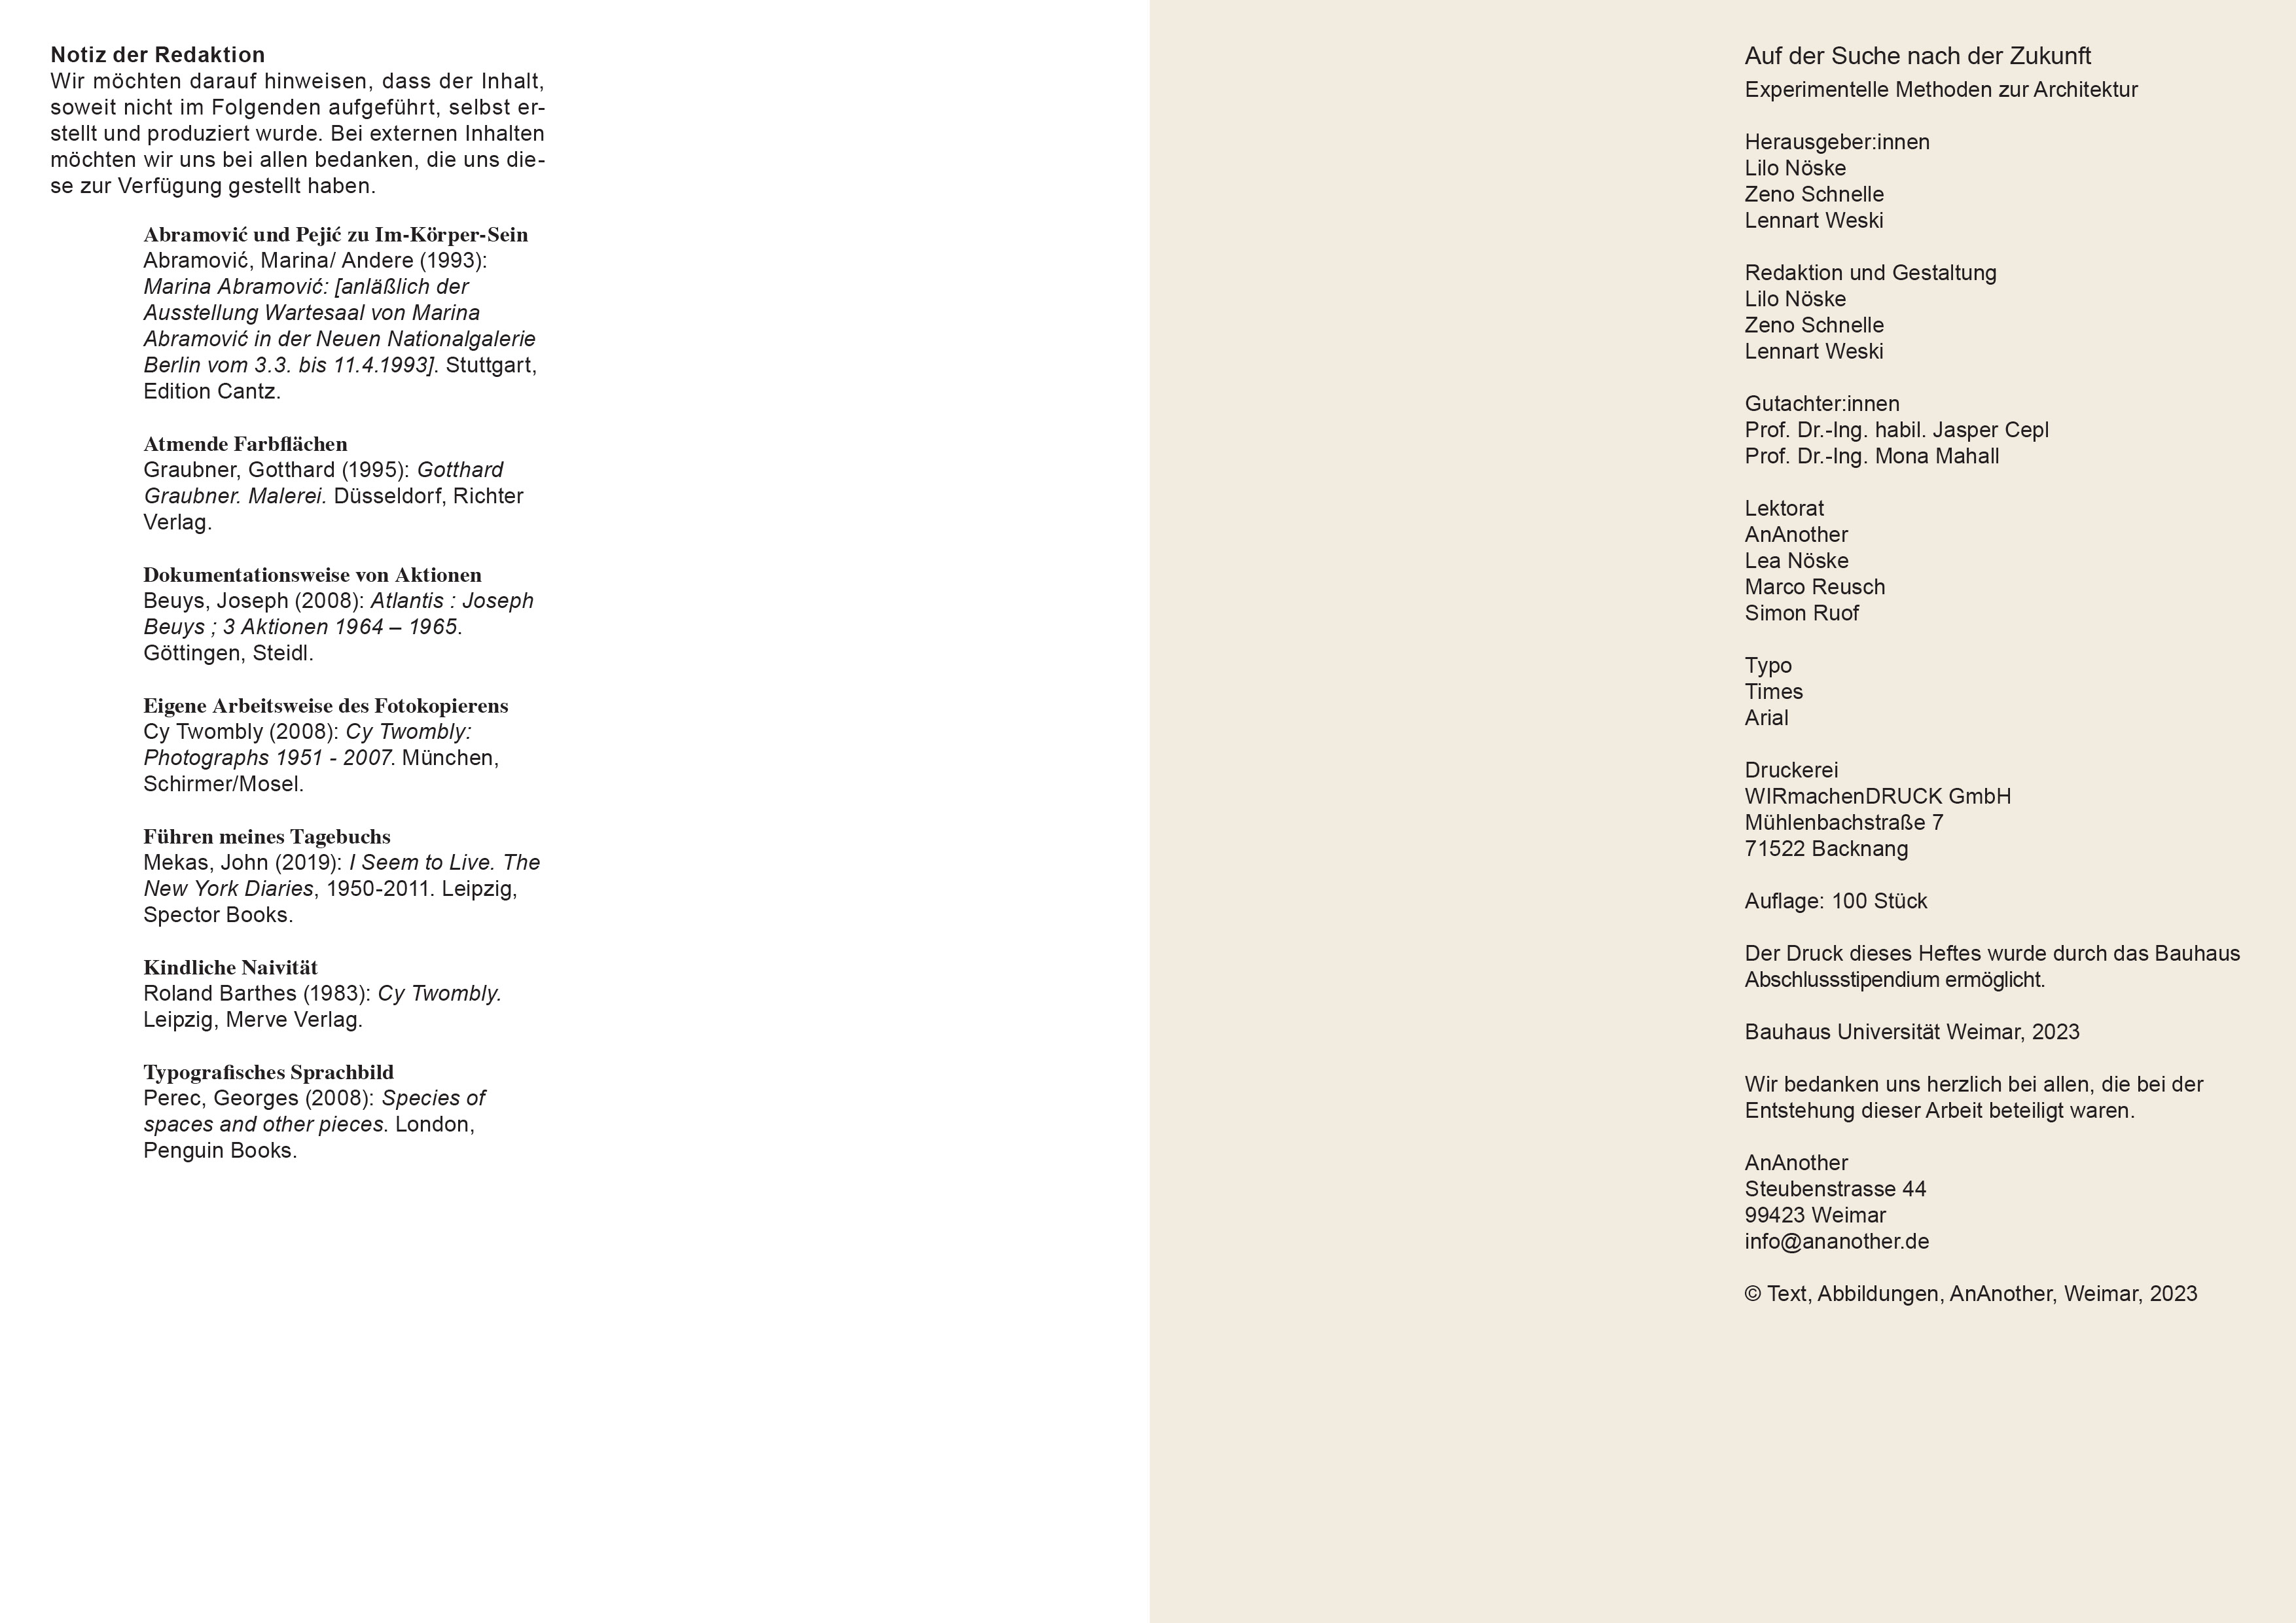 Notiz der Redaktion
Wir möchten darauf hinweisen, dass der Inhalt,
soweit nicht im Folgenden aufgeführt, selbst er-
stellt und produziert wurde. Bei externen Inhalten
möchten wir uns bei allen bedanken, die uns die-
se zur Verfügung gestellt haben.
Abramović und Pejić zu Im-Körper-Sein
Abramović, Marina/ Andere (1993):
Marina Abramović: [anläßlich der
Ausstellung Wartesaal von Marina
Abramović in der Neuen Nationalgalerie
Berlin vom 3.3. bis 11.4.1993]. Stuttgart,
Edition Cantz.
Atmende Farbflächen
Graubner, Gotthard (1995): Gotthard
Graubner. Malerei. Düsseldorf, Richter
Verlag.
Dokumentationsweise von Aktionen
Beuys, Joseph (2008): Atlantis : Joseph
Beuys ; 3 Aktionen 1964 – 1965.
Göttingen, Steidl.
Eigene Arbeitsweise des Fotokopierens
Cy Twombly (2008): Cy Twombly:
Photographs 1951 - 2007. München,
Schirmer/Mosel.
Führen meines Tagebuchs
Mekas, John (2019): I Seem to Live. The
New York Diaries, 1950-2011. Leipzig,
Spector Books.
Kindliche Naivität
Roland Barthes (1983): Cy Twombly.
Leipzig, Merve Verlag.
Typografisches Sprachbild
Perec, Georges (2008): Species of
spaces and other pieces. London,
Penguin Books.
Auf der Suche nach der Zukunft
Experimentelle Methoden zur Architektur
Herausgeber:innen
Lilo Nöske
Zeno Schnelle
Lennart Weski
Redaktion und Gestaltung
Lilo Nöske
Zeno Schnelle
Lennart Weski
Gutachter:innen
Prof. Dr.-Ing. habil. Jasper Cepl
Prof. Dr.-Ing. Mona Mahall
Lektorat
AnAnother
Lea Nöske
Marco Reusch
Simon Ruof
Typo
Times
Arial
Druckerei
WIRmachenDRUCK GmbH
Mühlenbachstraße 7
71522 Backnang
Auflage: 100 Stück
Der Druck dieses Heftes wurde durch das Bauhaus
Abschlussstipendium ermöglicht.
Bauhaus Universität Weimar, 2023
Wir bedanken uns herzlich bei allen, die bei der
Entstehung dieser Arbeit beteiligt waren.
AnAnother
Steubenstrasse 44
99423 Weimar
info@ananother.de
© Text, Abbildungen, AnAnother, Weimar, 2023